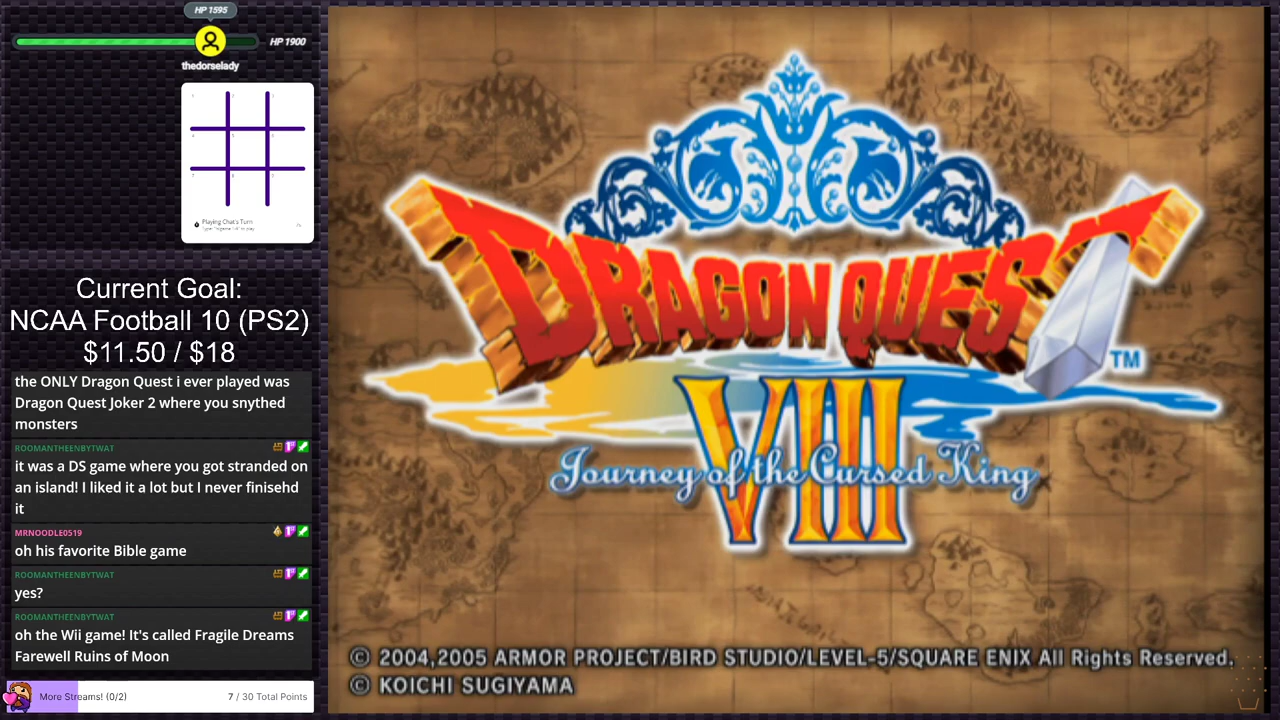 HP 1595
HP 1900
thedorselady
Playing Chat's Turn
Current Goal:
NCAA Football 10 (PS2)
$11.50 / $18
the ONLY Dragon Quest i ever played was
Dragon Quest Joker 2 where you snythed
monsters
ROOMANTHEENBYTWAT
it was a DS game where you got stranded on
an island! I liked it a lot but I never finisehd
it
MRNOODLE0519
oh his favorite Bible game
ROOMANTHEENBYTWAT
yes?
ROOMANTHEENBYTWAT
oh the Wii game! It's called Fragile Dreams
Farewell Ruins of Moon
More Streams! (0/2)
7 / 30 Total Points
DRAGON QUEST
TM
VIII
Journey of the Cursed King
© 2004,2005 ARMOR PROJECT/BIRD STUDIO/LEVEL-5/SQUARE ENIX All Rights Reserved.
© KOICHI SUGIYAMA